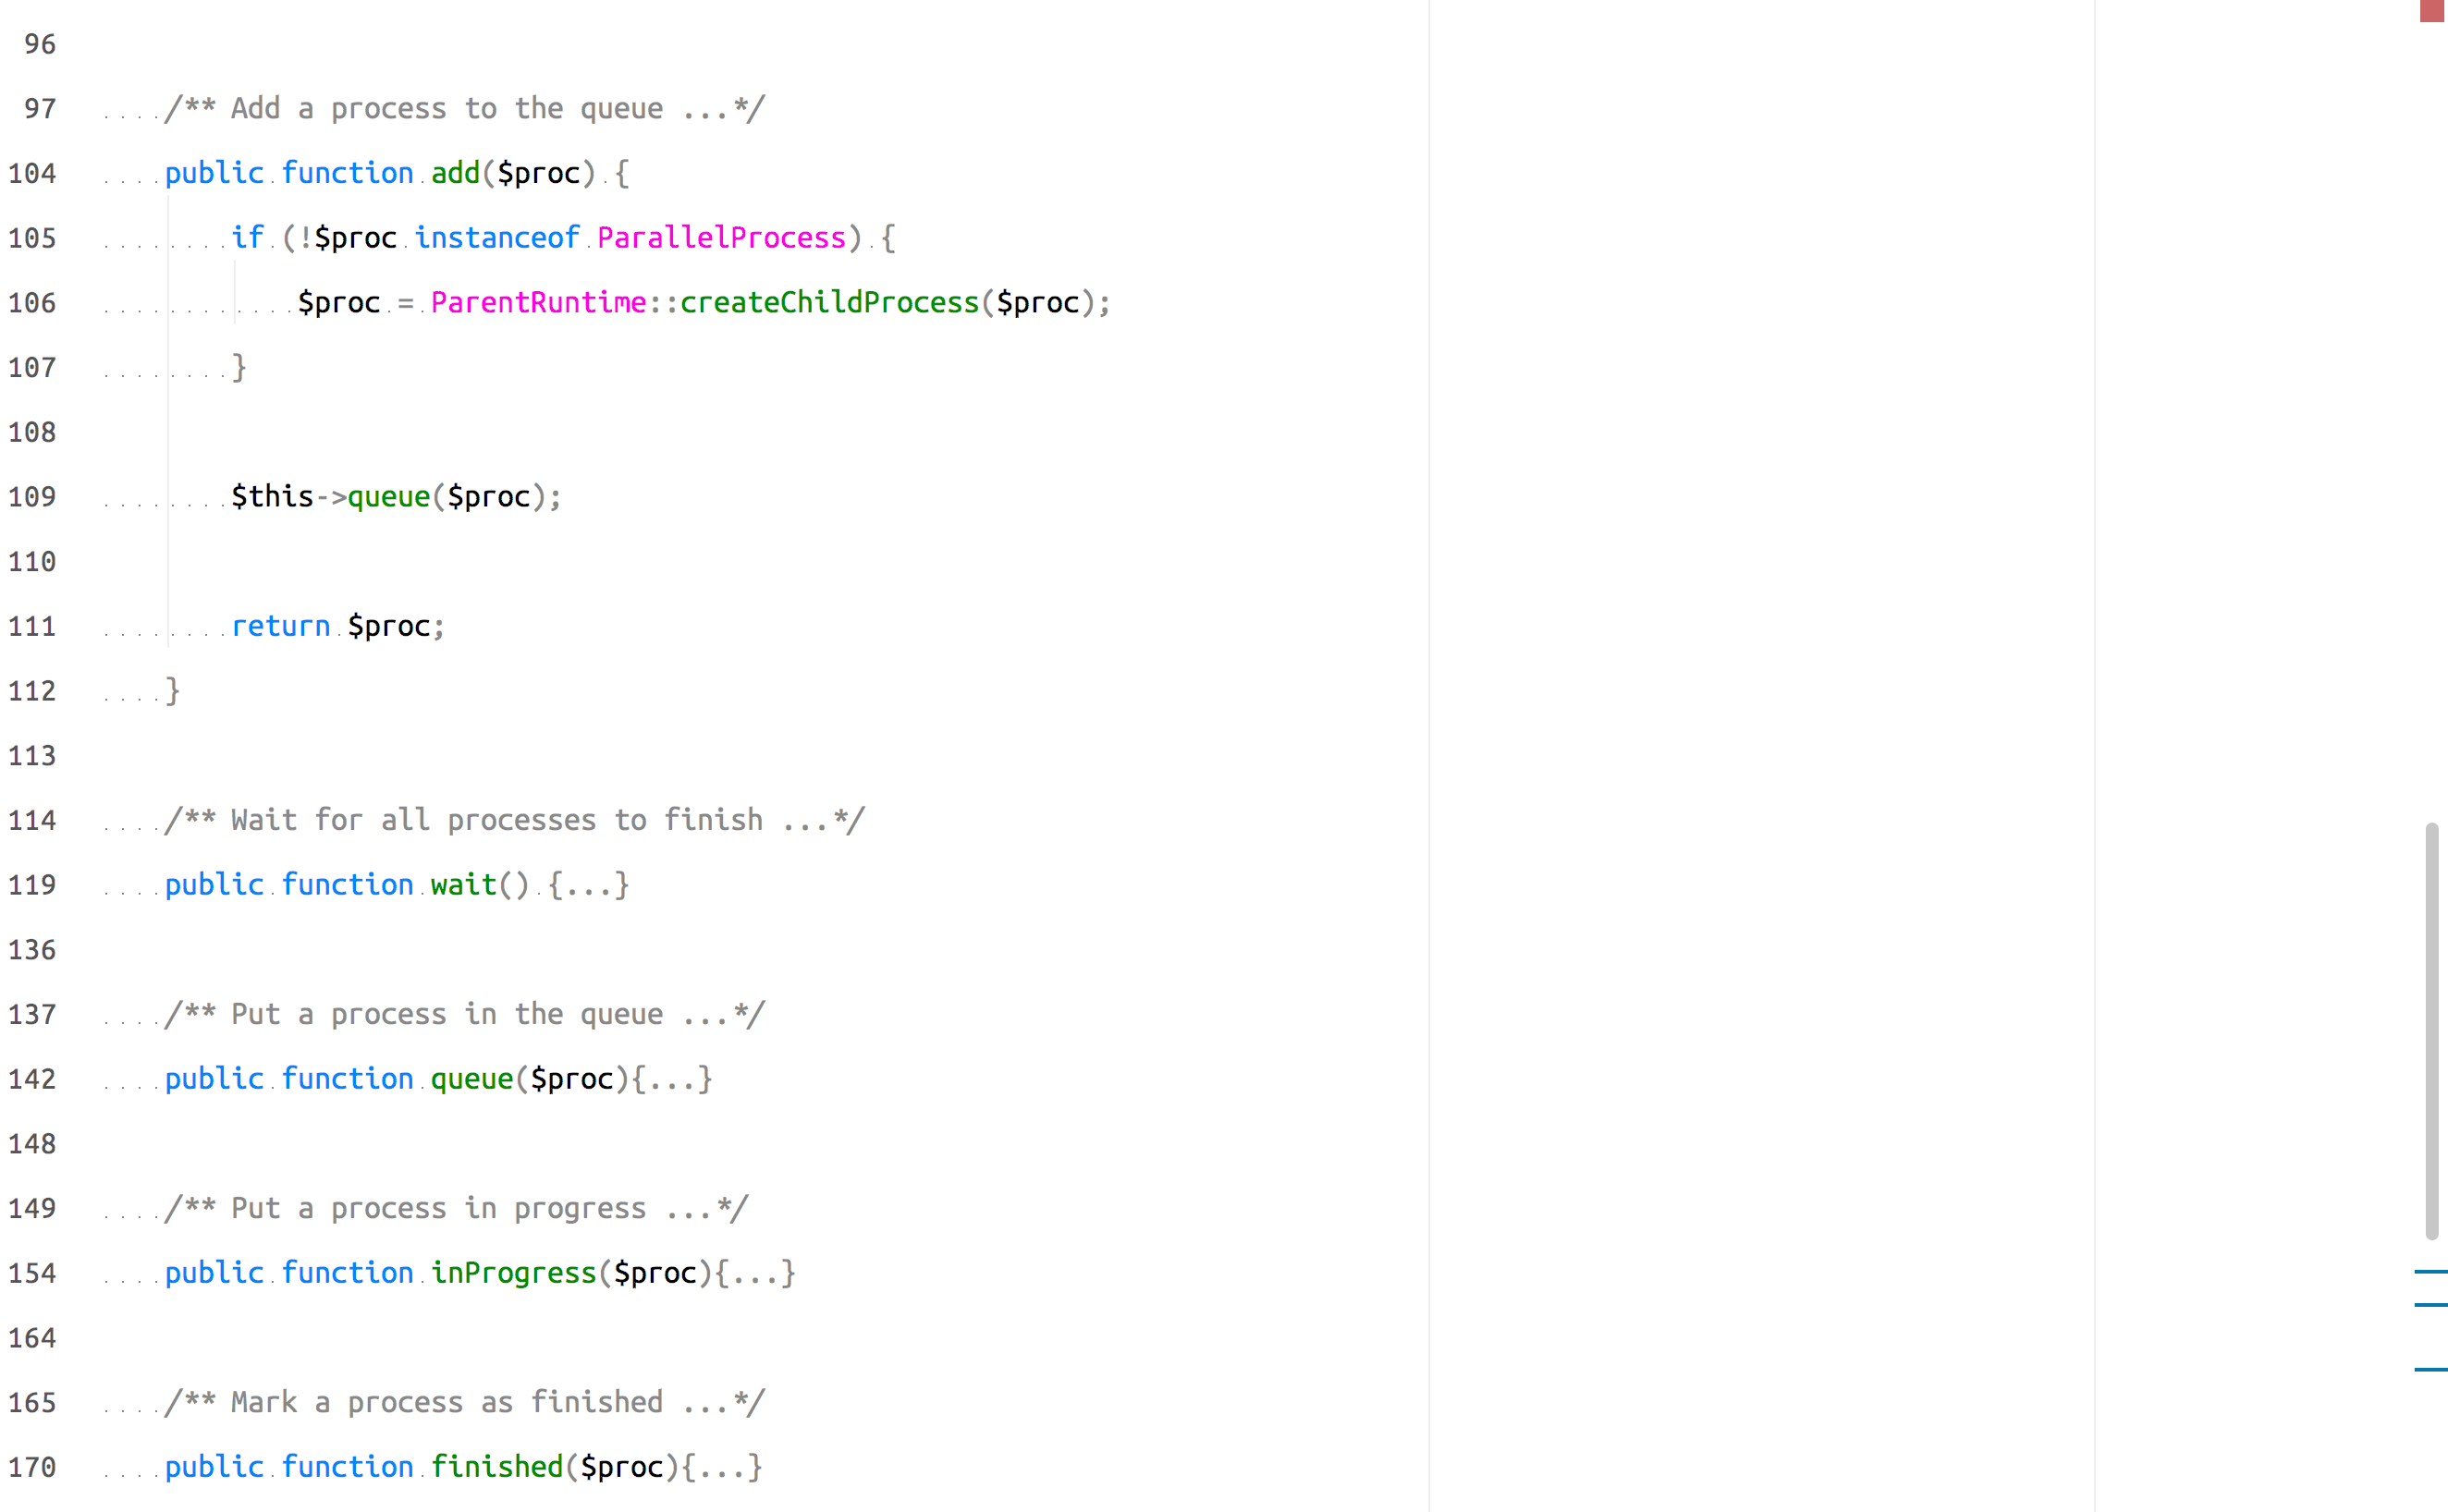 96
97 /** Add a process to the queue ...*/
104 public function add($proc) {
105 if (!$proc instanceof ParallelProcess) {
106 $proc = ParentRuntime::createChildProcess($proc);
107 }
108
109 $this->queue($proc);
110
111 return $proc;
112 }
113
114 /** Wait for all processes to finish ...*/
119 public function wait() {...}
136
137 /** Put a process in the queue ...*/
142 public function queue($proc){...}
148
149 /** Put a process in progress ...*/
154 public function inProgress($proc){...}
164
165 /** Mark a process as finished ...*/
170 public function finished($proc){...}